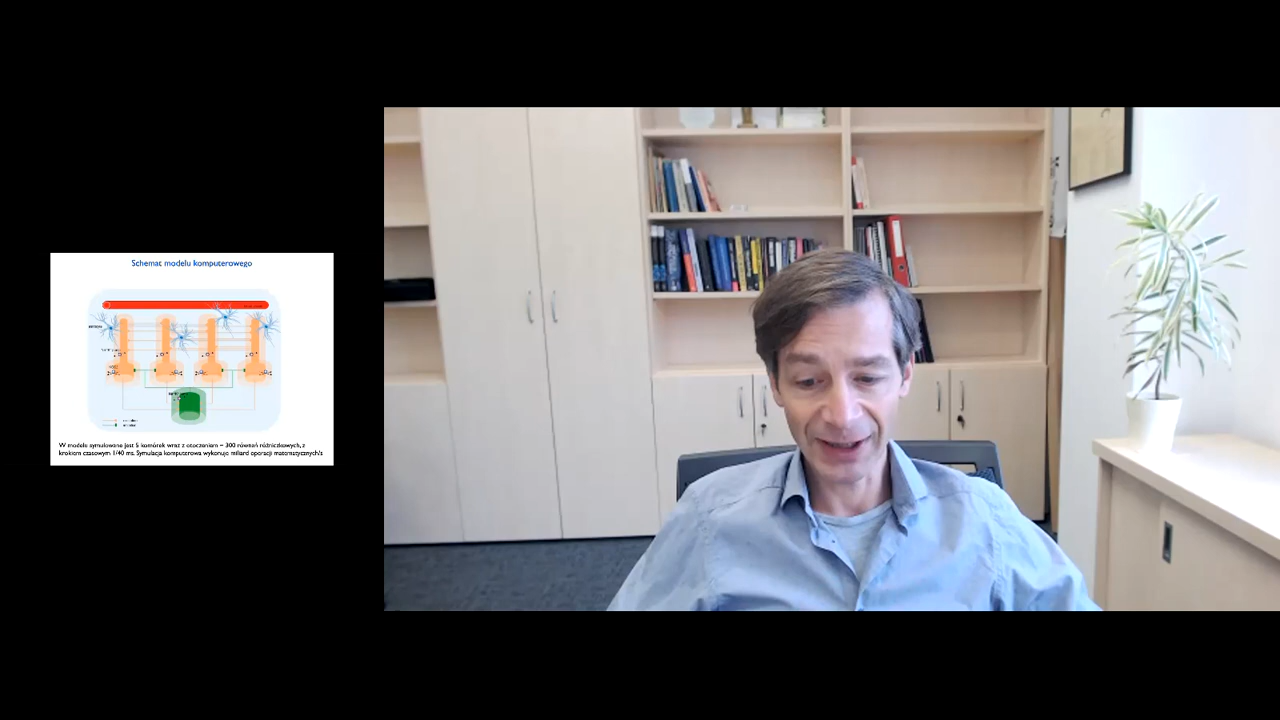 Schemat modelu komputerowego
W modelu symulowane jest 5 komórek wraz z otoczeniem ~ 300 równań różniczkowych, z
krokiem czasowym 1/40 ms. Symulacja komputerowa wykonuje miliard operacji matematycznych/s